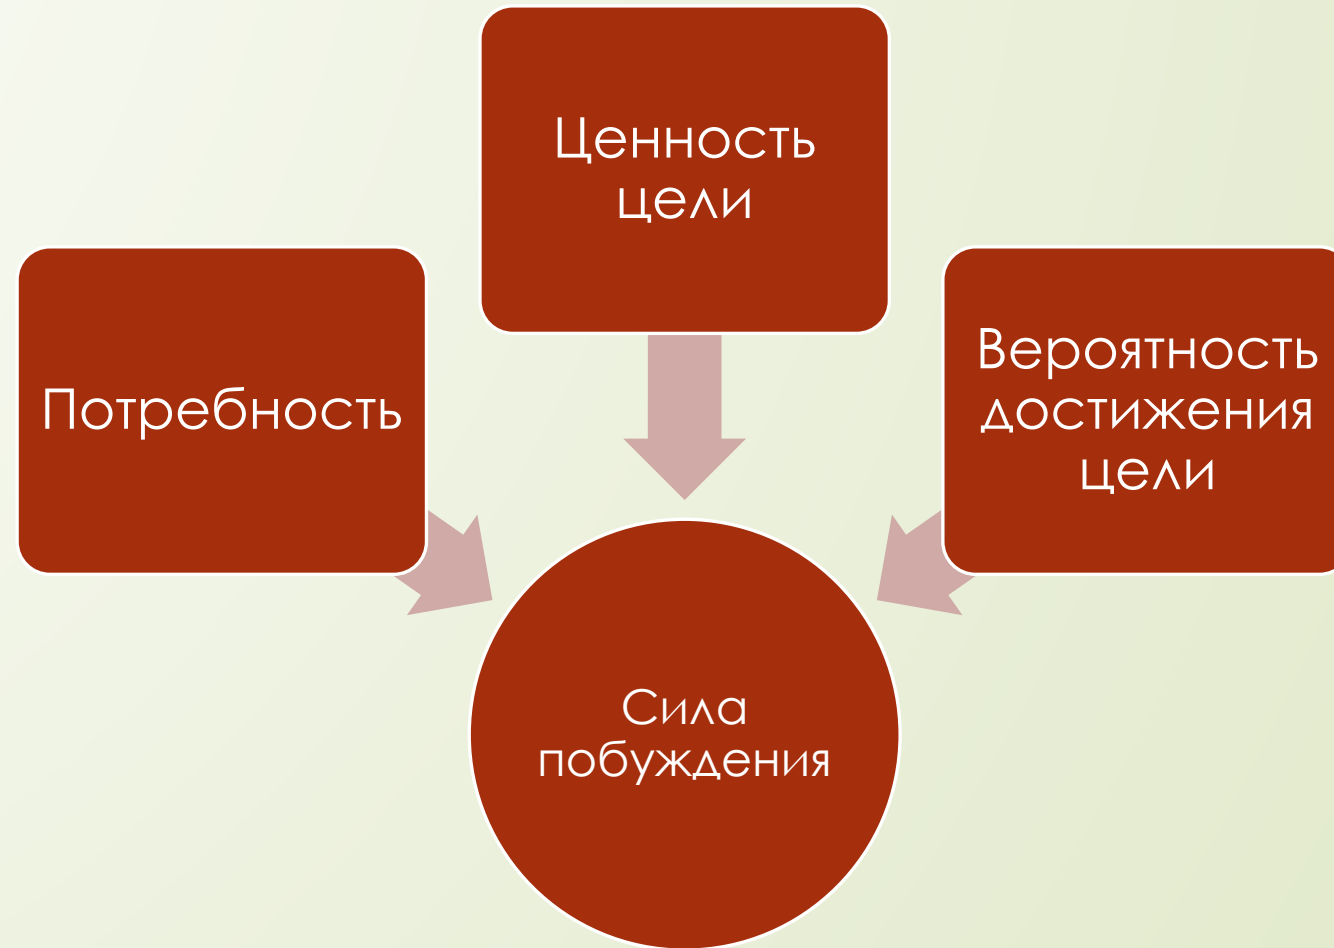 Ценность
цели
Потребность
Вероятность
достижения
цели
Сила
побуждения